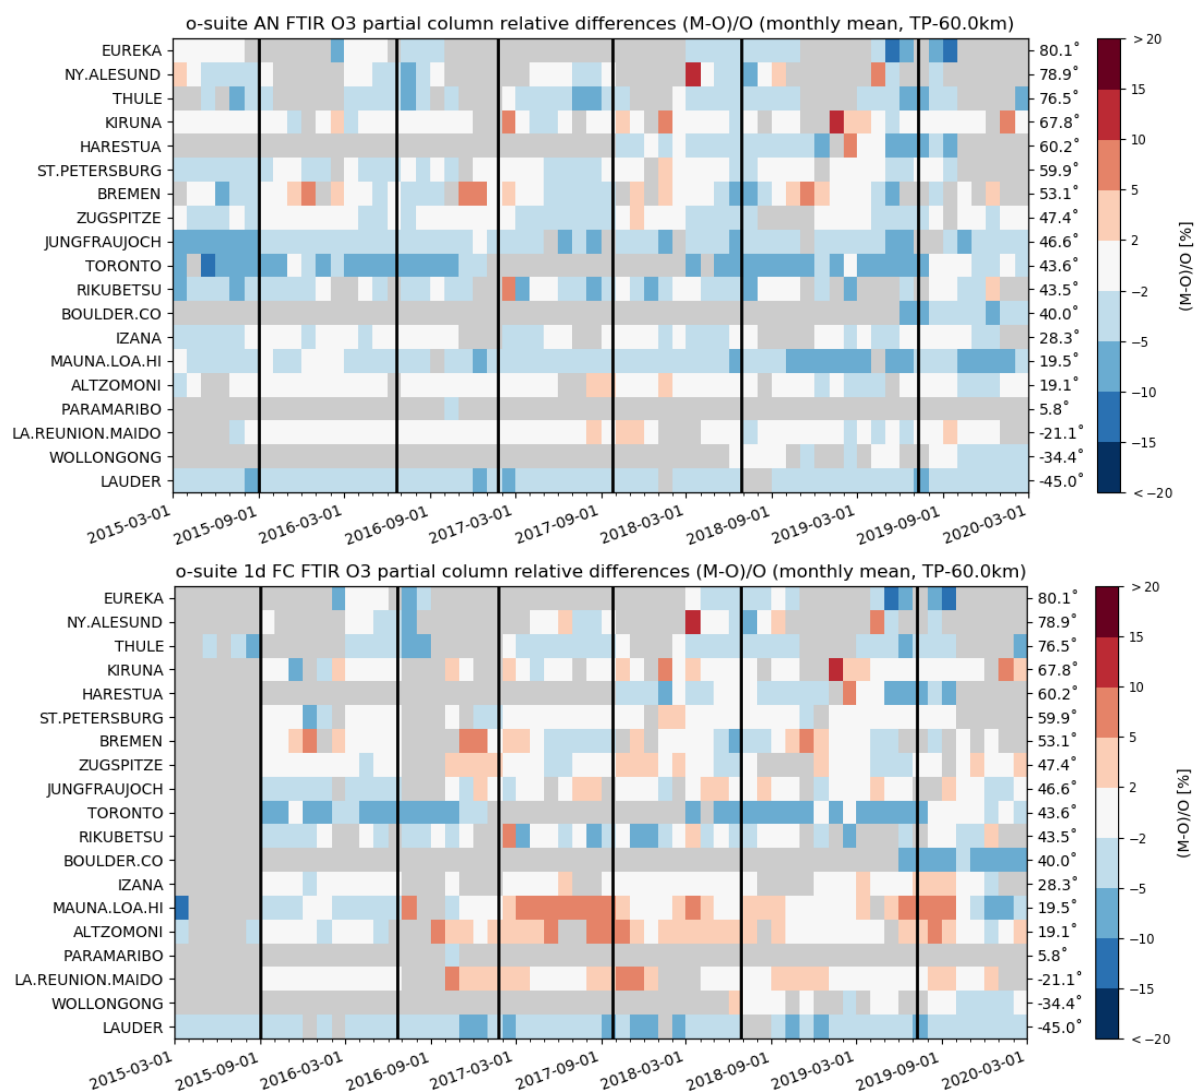 o-suite AN FTIR O3 partial column relative differences (M-O)/O (monthly mean, TP-60.0km)
EUREKA 80.1˚
NY.ALESUND 78.9˚
THULE 76.5˚
KIRUNA 67.8˚
HARESTUA 60.2˚
ST.PETERSBURG 59.9˚
BREMEN 53.1˚
ZUGSPITZE 47.4˚
JUNGFRAUJOCH 46.6˚
TORONTO 43.6˚
RIKUBETSU 43.5˚
BOULDER.CO 40.0˚
IZANA 28.3˚
MAUNA.LOA.HI 19.5˚
ALTZOMONI 19.1˚
PARAMARIBO 5.8˚
LA.REUNION.MAIDO -21.1˚
WOLLONGONG -34.4˚
LAUDER -45.0˚
2015-03-01 2015-09-01 2016-03-01 2016-09-01 2017-03-01 2017-09-01 2018-03-01 2018-09-01 2019-03-01 2019-09-01 2020-03-01
> 20
15
10
5
2
−2
−5
−10
−15
< −20
(M-O)/O [%]
o-suite 1d FC FTIR O3 partial column relative differences (M-O)/O (monthly mean, TP-60.0km)
EUREKA 80.1˚
NY.ALESUND 78.9˚
THULE 76.5˚
KIRUNA 67.8˚
HARESTUA 60.2˚
ST.PETERSBURG 59.9˚
BREMEN 53.1˚
ZUGSPITZE 47.4˚
JUNGFRAUJOCH 46.6˚
TORONTO 43.6˚
RIKUBETSU 43.5˚
BOULDER.CO 40.0˚
IZANA 28.3˚
MAUNA.LOA.HI 19.5˚
ALTZOMONI 19.1˚
PARAMARIBO 5.8˚
LA.REUNION.MAIDO -21.1˚
WOLLONGONG -34.4˚
LAUDER -45.0˚
2015-03-01 2015-09-01 2016-03-01 2016-09-01 2017-03-01 2017-09-01 2018-03-01 2018-09-01 2019-03-01 2019-09-01 2020-03-01
> 20
15
10
5
2
−2
−5
−10
−15
< −20
(M-O)/O [%]